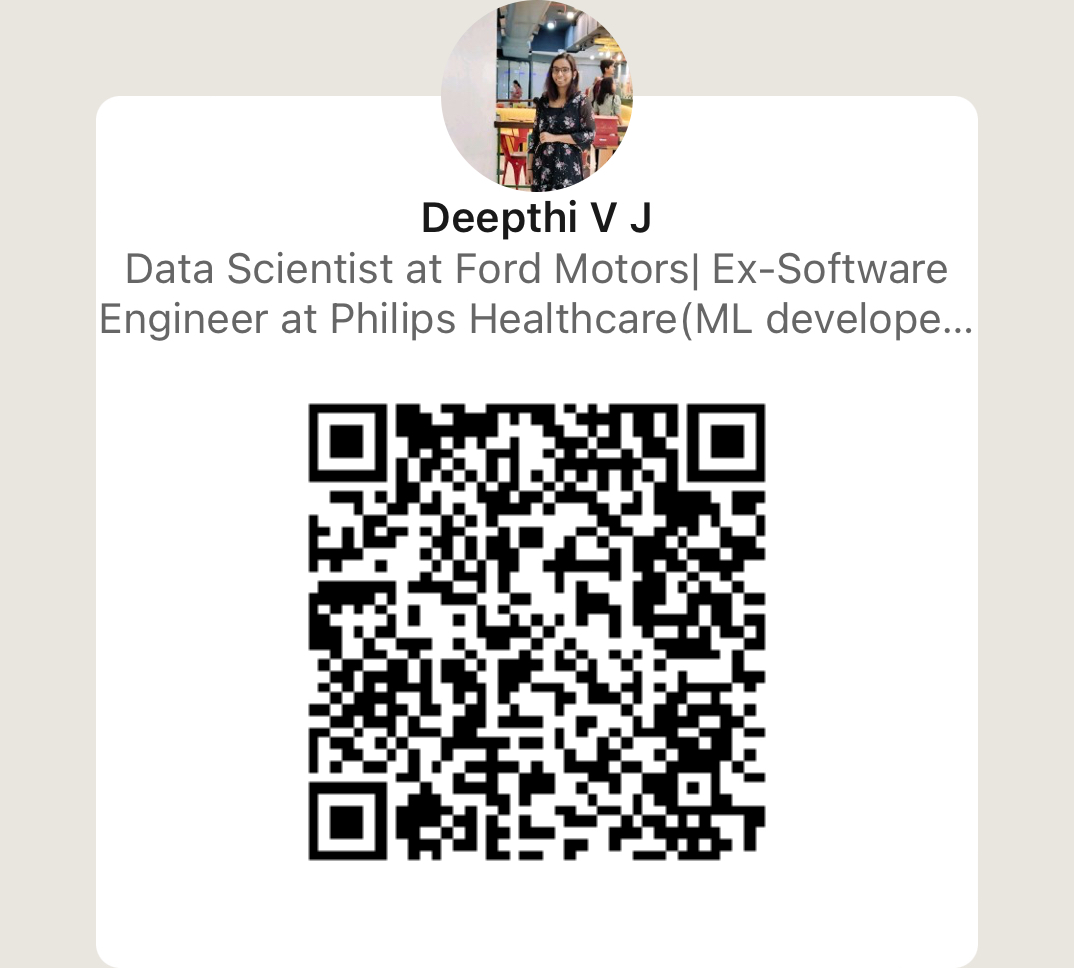 Deepthi V J
Data Scientist at Ford Motors| Ex-Software
Engineer at Philips Healthcare(ML develope...